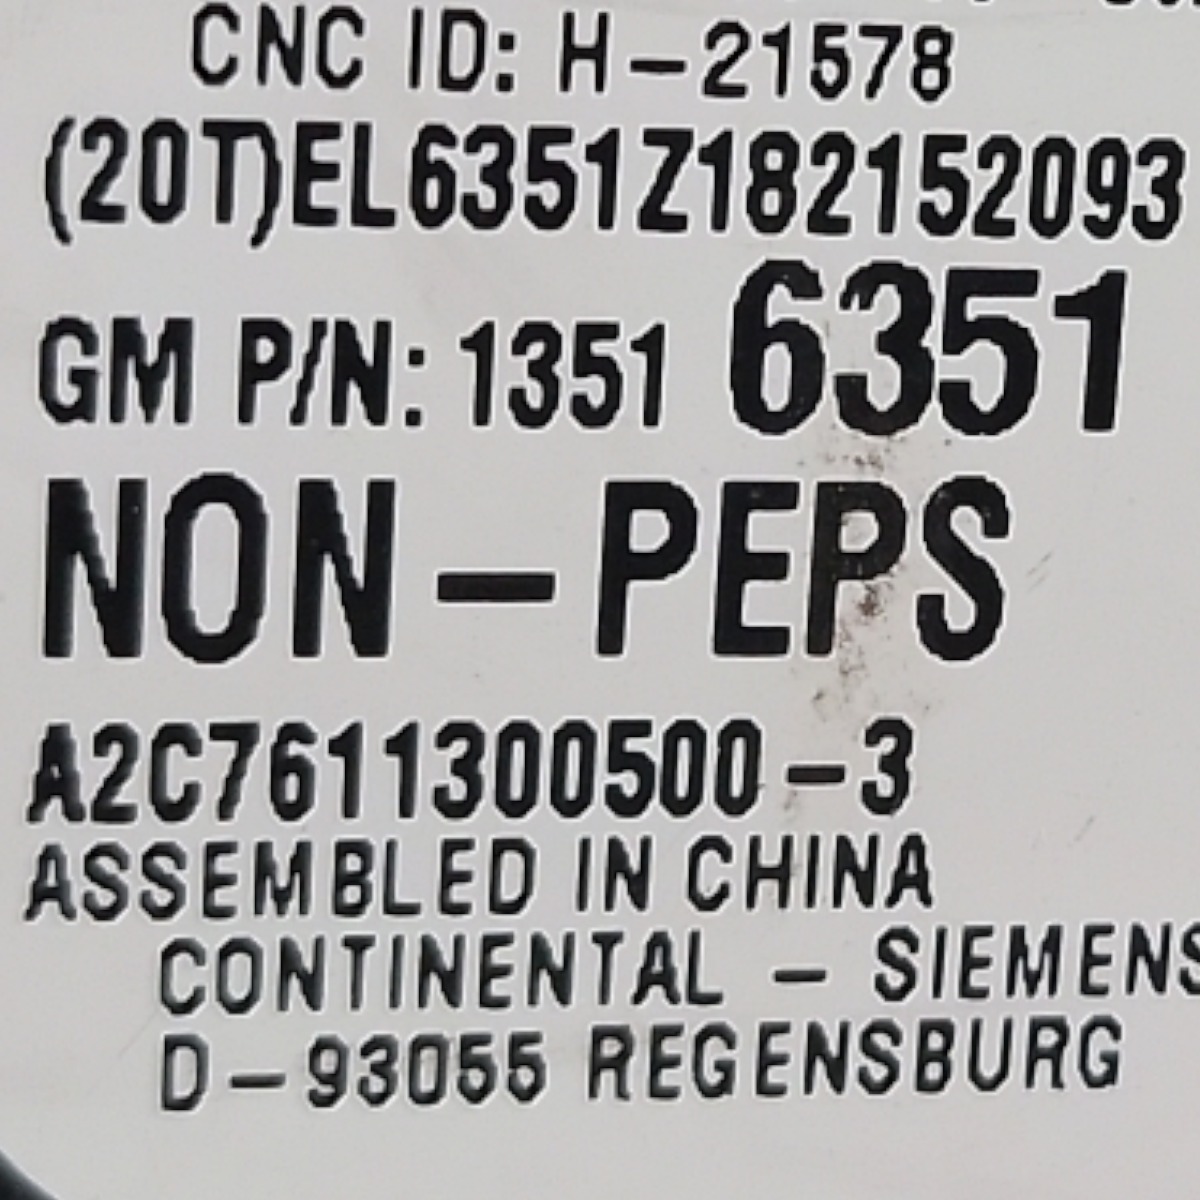 CNC ID: H-21578
(20T)EL6351Z182152093
GM P/N: 1351 6351
NON-PEPS
A2C7611300500-3
ASSEMBLED IN CHINA
CONTINENTAL - SIEMENS
D-93055 REGENSBURG